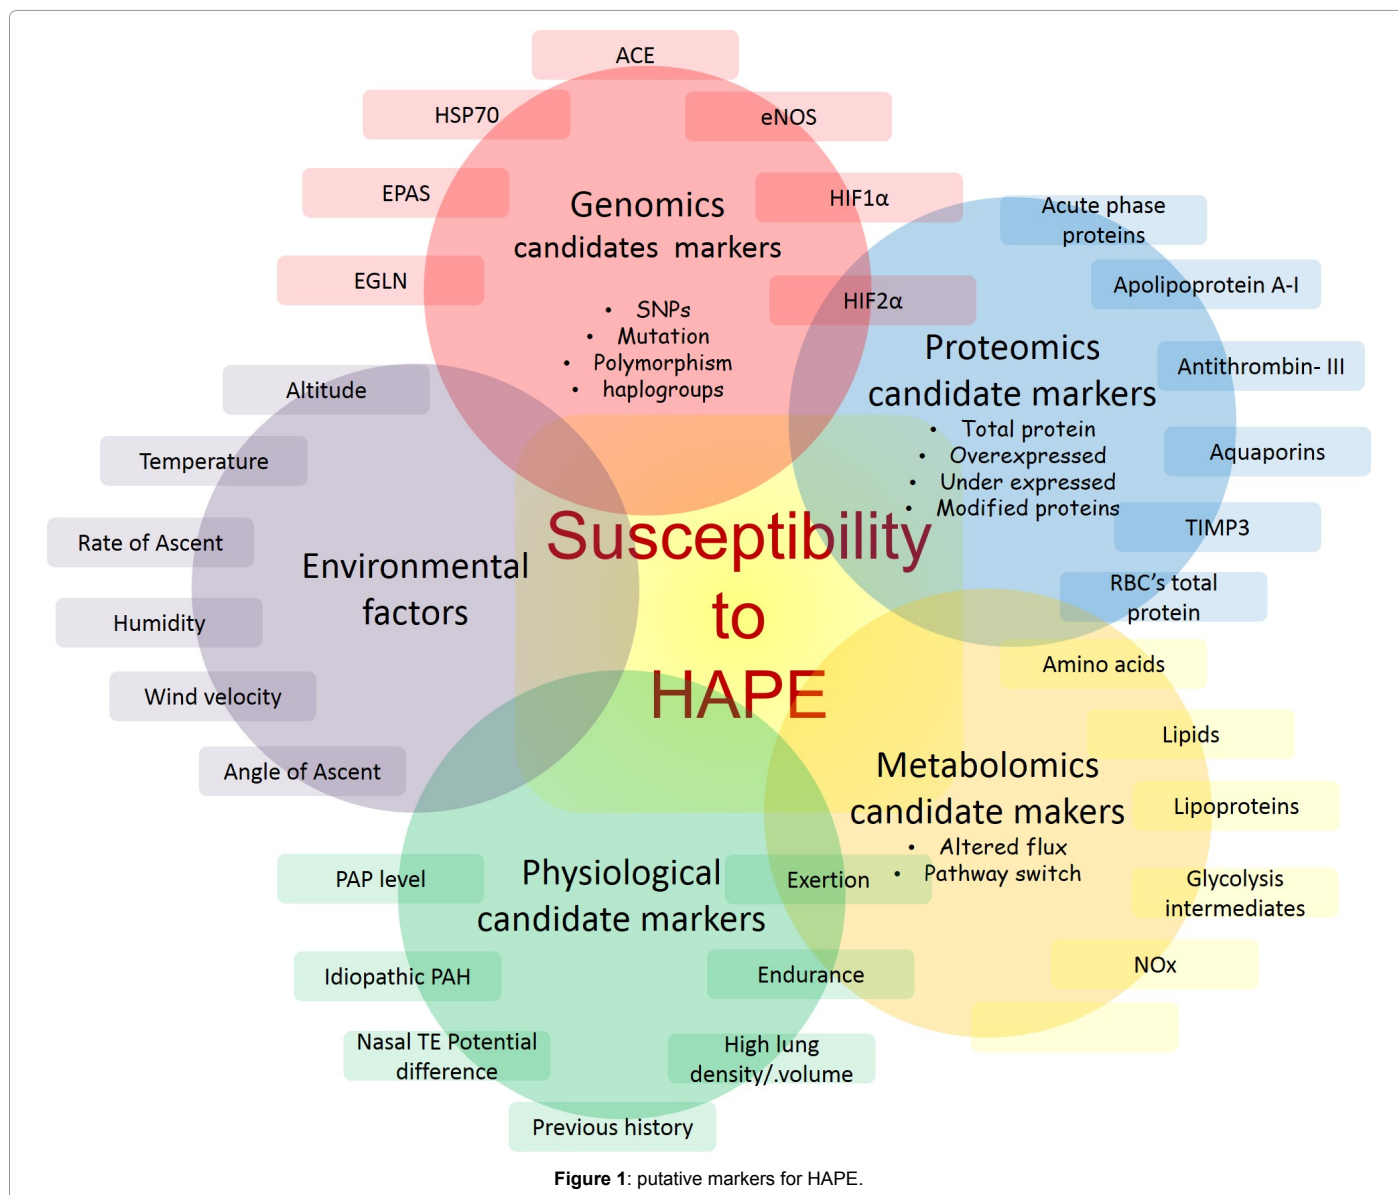 ACE
HSP70
eNOS
EPAS
HIF1α
EGLN
HIF2α
Genomics
candidates markers
• SNPs
• Mutation
• Polymorphism
• haplogroups
Acute phase
proteins
Apolipoprotein A-I
Antithrombin- III
Aquaporins
TIMP3
RBC's total
protein
Proteomics
candidate markers
• Total protein
• Overexpressed
• Under expressed
• Modified proteins
Altitude
Temperature
Rate of Ascent
Humidity
Wind velocity
Angle of Ascent
Environmental
factors
Susceptibility
to
HAPE
Amino acids
Lipids
Lipoproteins
Glycolysis
intermediates
NOx
Metabolomics
candidate makers
• Altered flux
• Pathway switch
Physiological
candidate markers
PAP level
Exertion
Idiopathic PAH
Endurance
Nasal TE Potential
difference
High lung
density/.volume
Previous history
Figure 1: putative markers for HAPE.